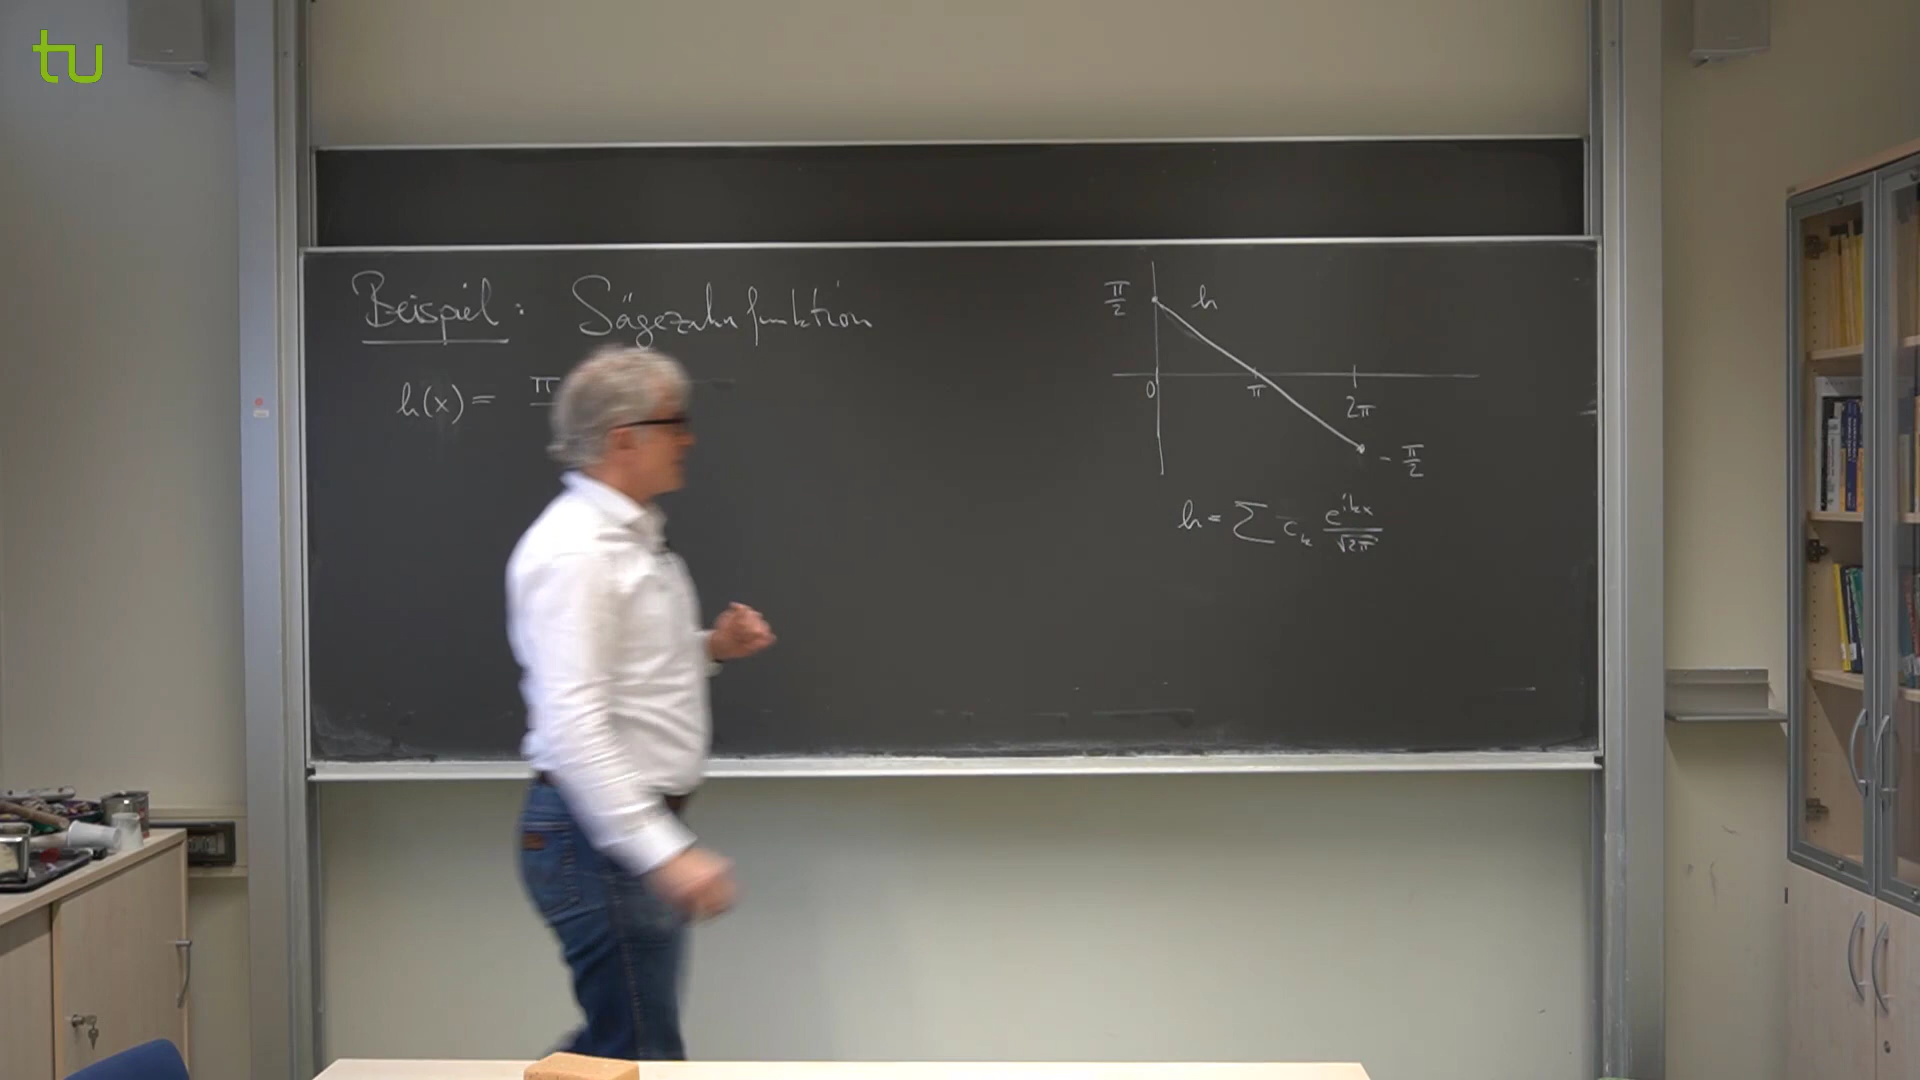 tu
Beispiel: Sägezahnfunktion
h(x) = π
π/2
h
0
π
2π
- π/2
h = ∑ c_k e^{ikx}/√2π